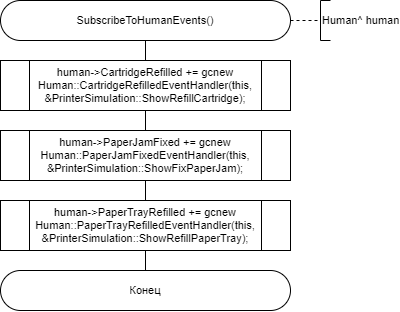 SubscribeToHumanEvents()
Human^ human
human->CartridgeRefilled += gcnew
Human::CartridgeRefilledEventHandler(this,
&PrinterSimulation::ShowRefillCartridge);
human->PaperJamFixed += gcnew
Human::PaperJamFixedEventHandler(this,
&PrinterSimulation::ShowFixPaperJam);
human->PaperTrayRefilled += gcnew
Human::PaperTrayRefilledEventHandler(this,
&PrinterSimulation::ShowRefillPaperTray);
Конец